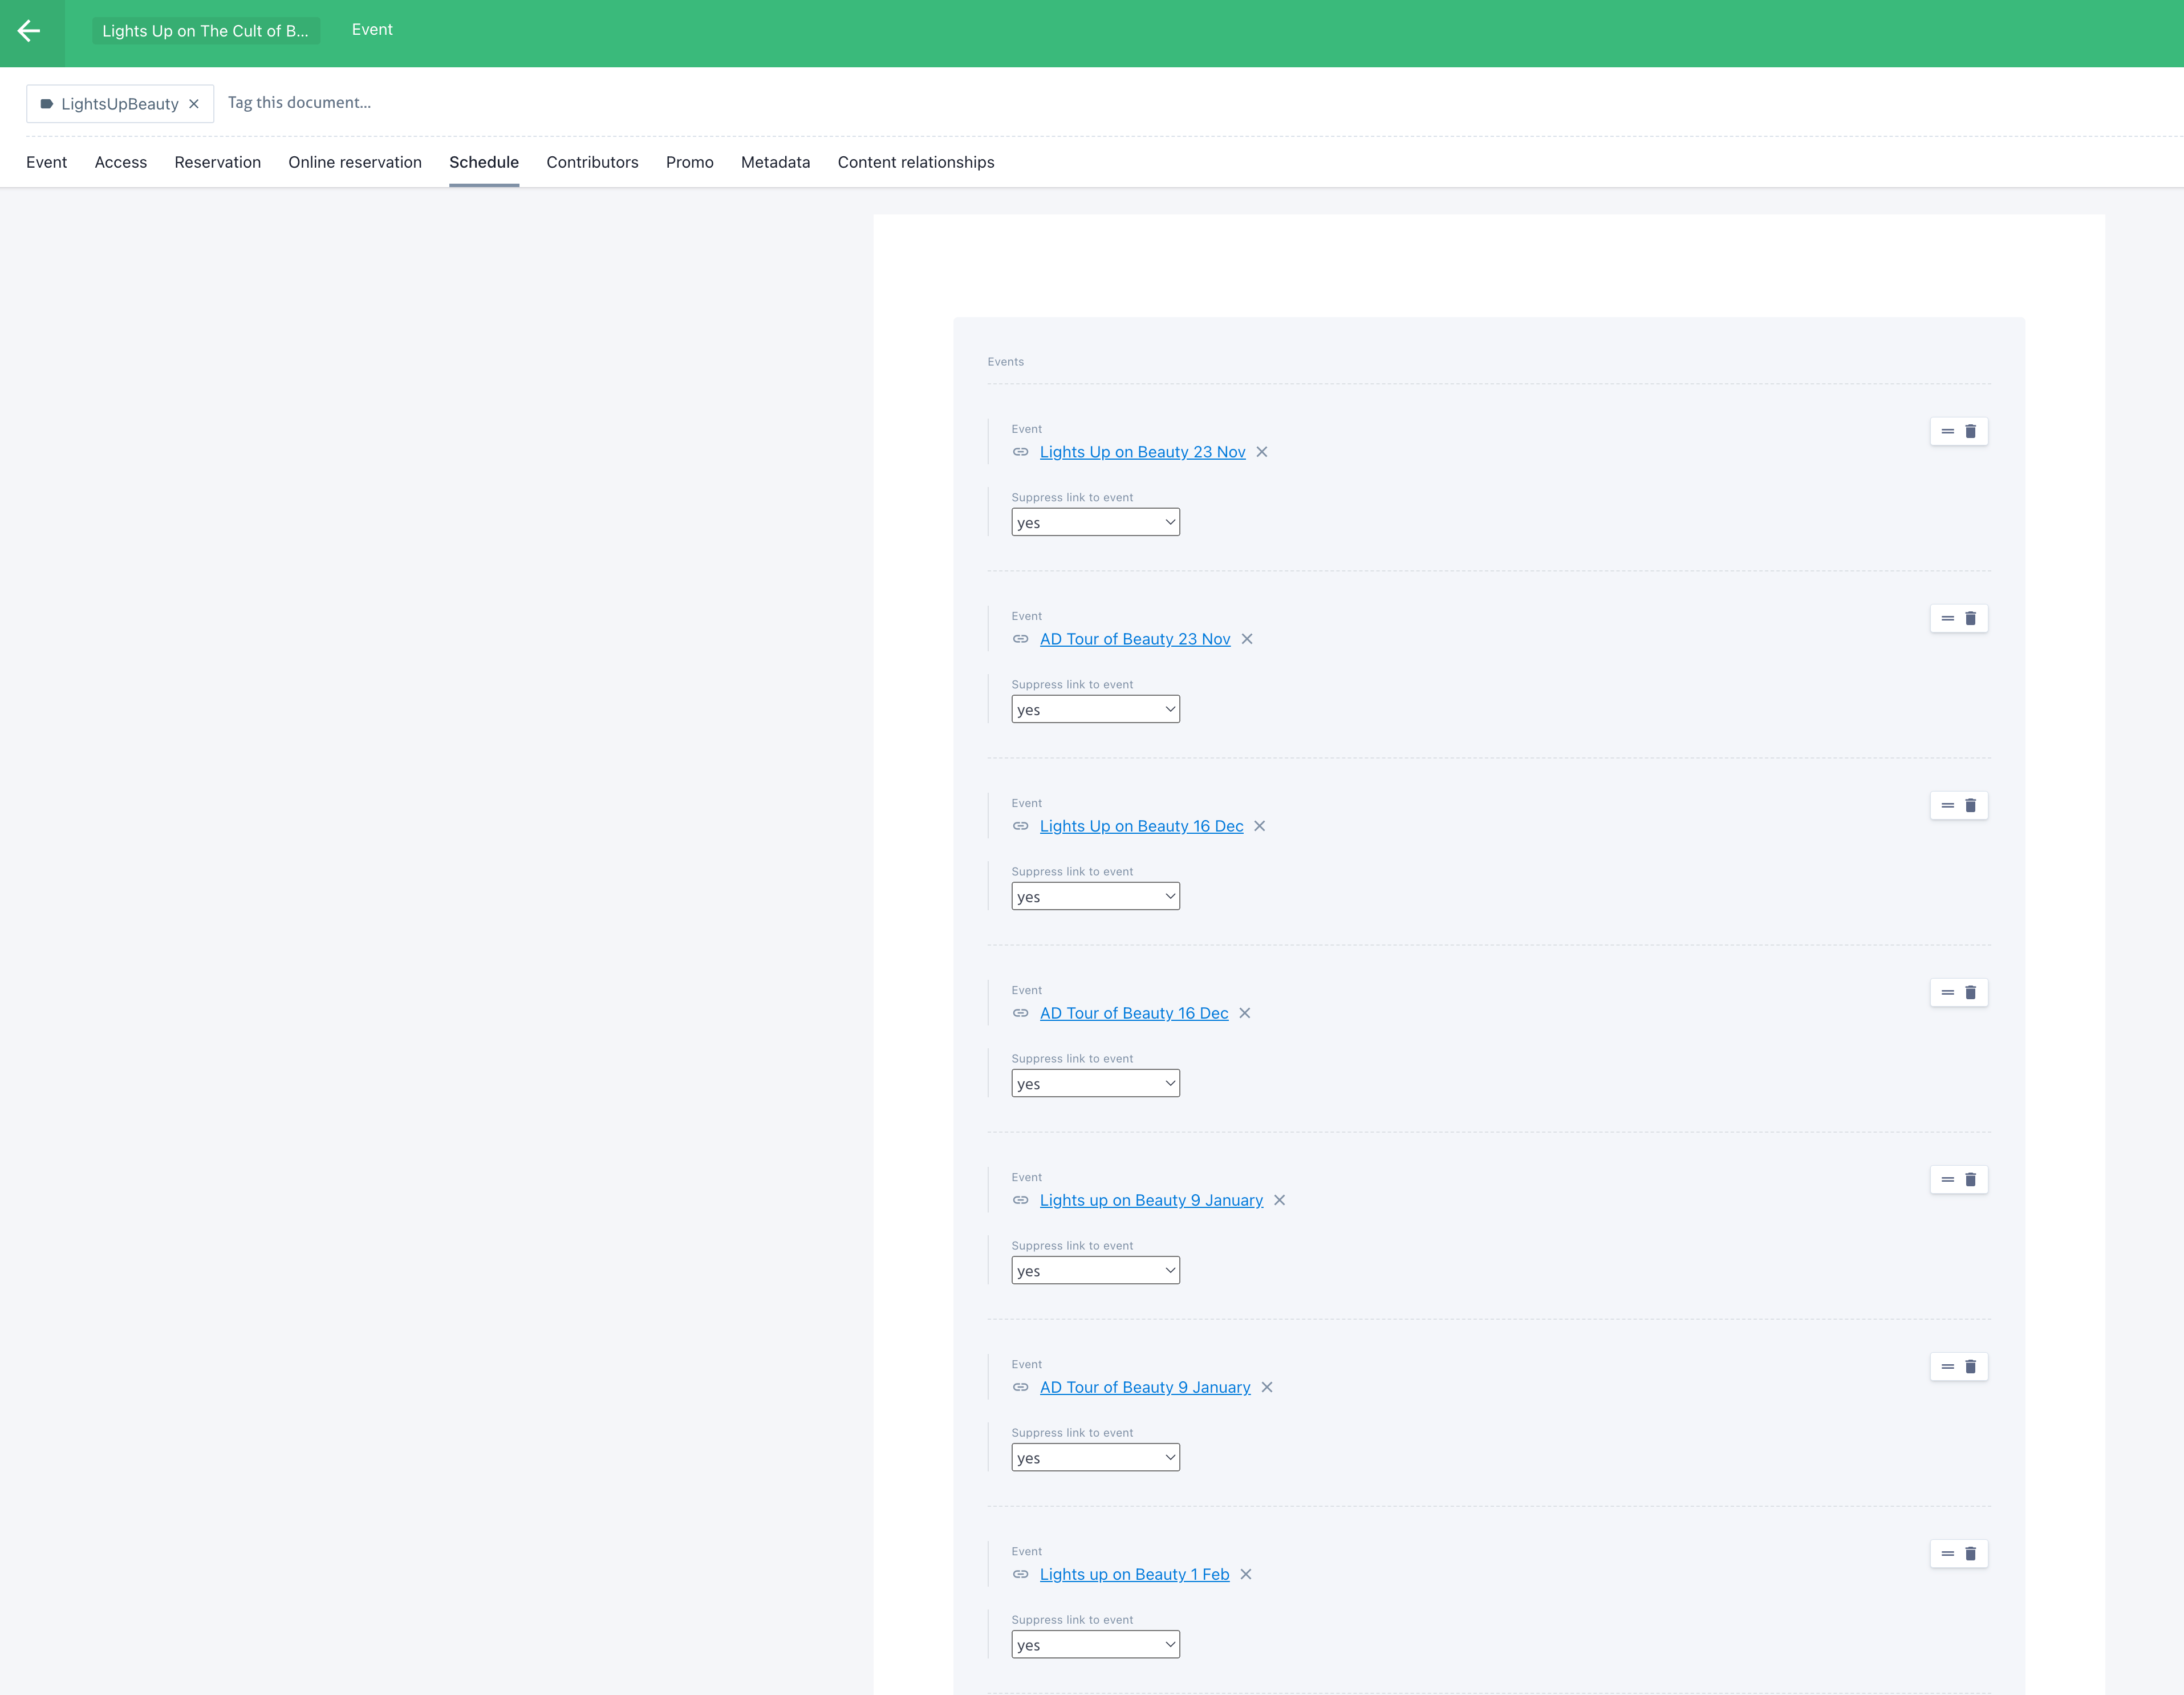 Lights Up on The Cult of B... Event
LightsUpBeauty Tag this document...
Event Access Reservation Online reservation Schedule Contributors Promo Metadata Content relationships
Events
Event
Lights Up on Beauty 23 Nov
Suppress link to event
yes
Event
AD Tour of Beauty 23 Nov
Suppress link to event
yes
Event
Lights Up on Beauty 16 Dec
Suppress link to event
yes
Event
AD Tour of Beauty 16 Dec
Suppress link to event
yes
Event
Lights up on Beauty 9 January
Suppress link to event
yes
Event
AD Tour of Beauty 9 January
Suppress link to event
yes
Event
Lights up on Beauty 1 Feb
Suppress link to event
yes